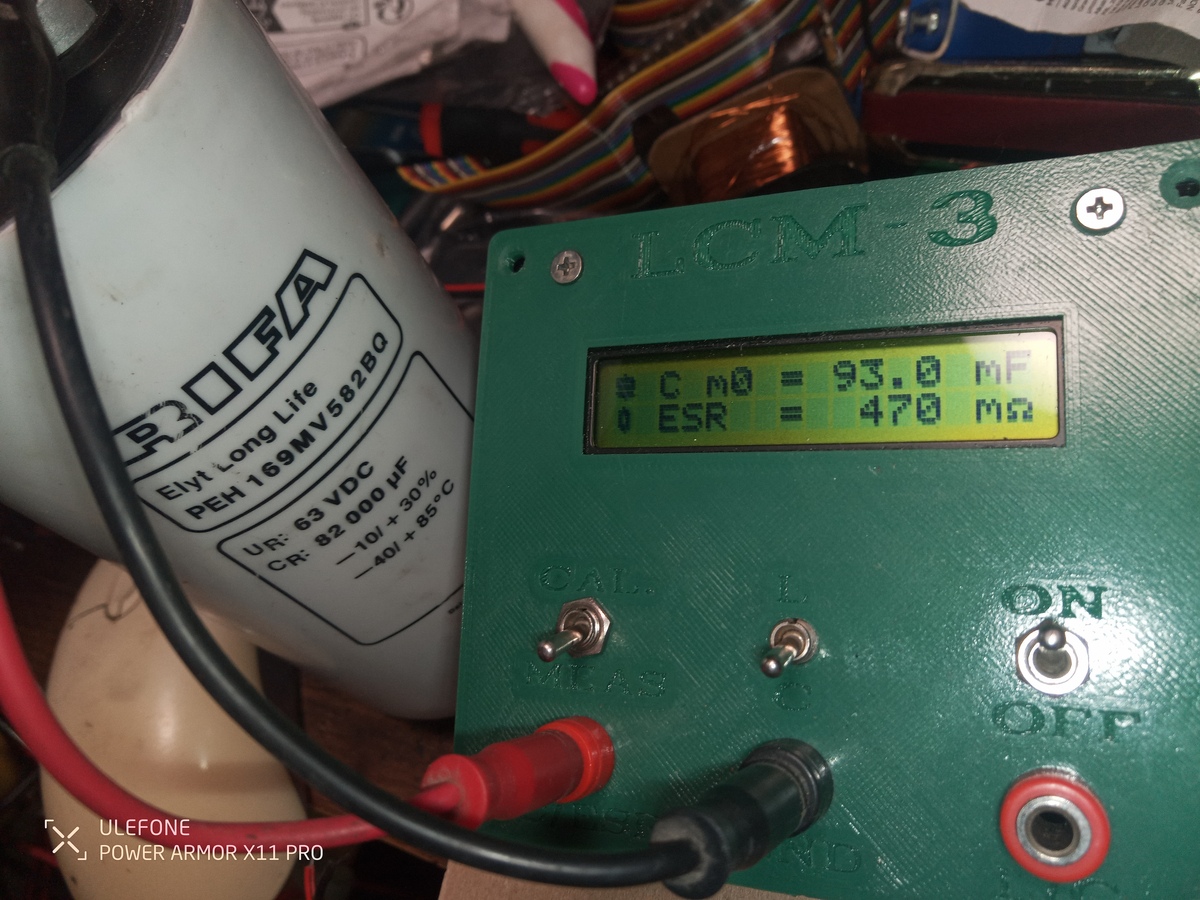 RIFA
Elyt Long Life
PEH 169MV582BQ
UR: 63 VDC
CR: 82 000 µF
—10/ + 30%
—40/ + 85°C
LCM-3
C m0 = 93.0 mF
ESR = 470 mΩ
CAL.
MEAS
L
C
ON
OFF
ULEFONE
POWER ARMOR X11 PRO